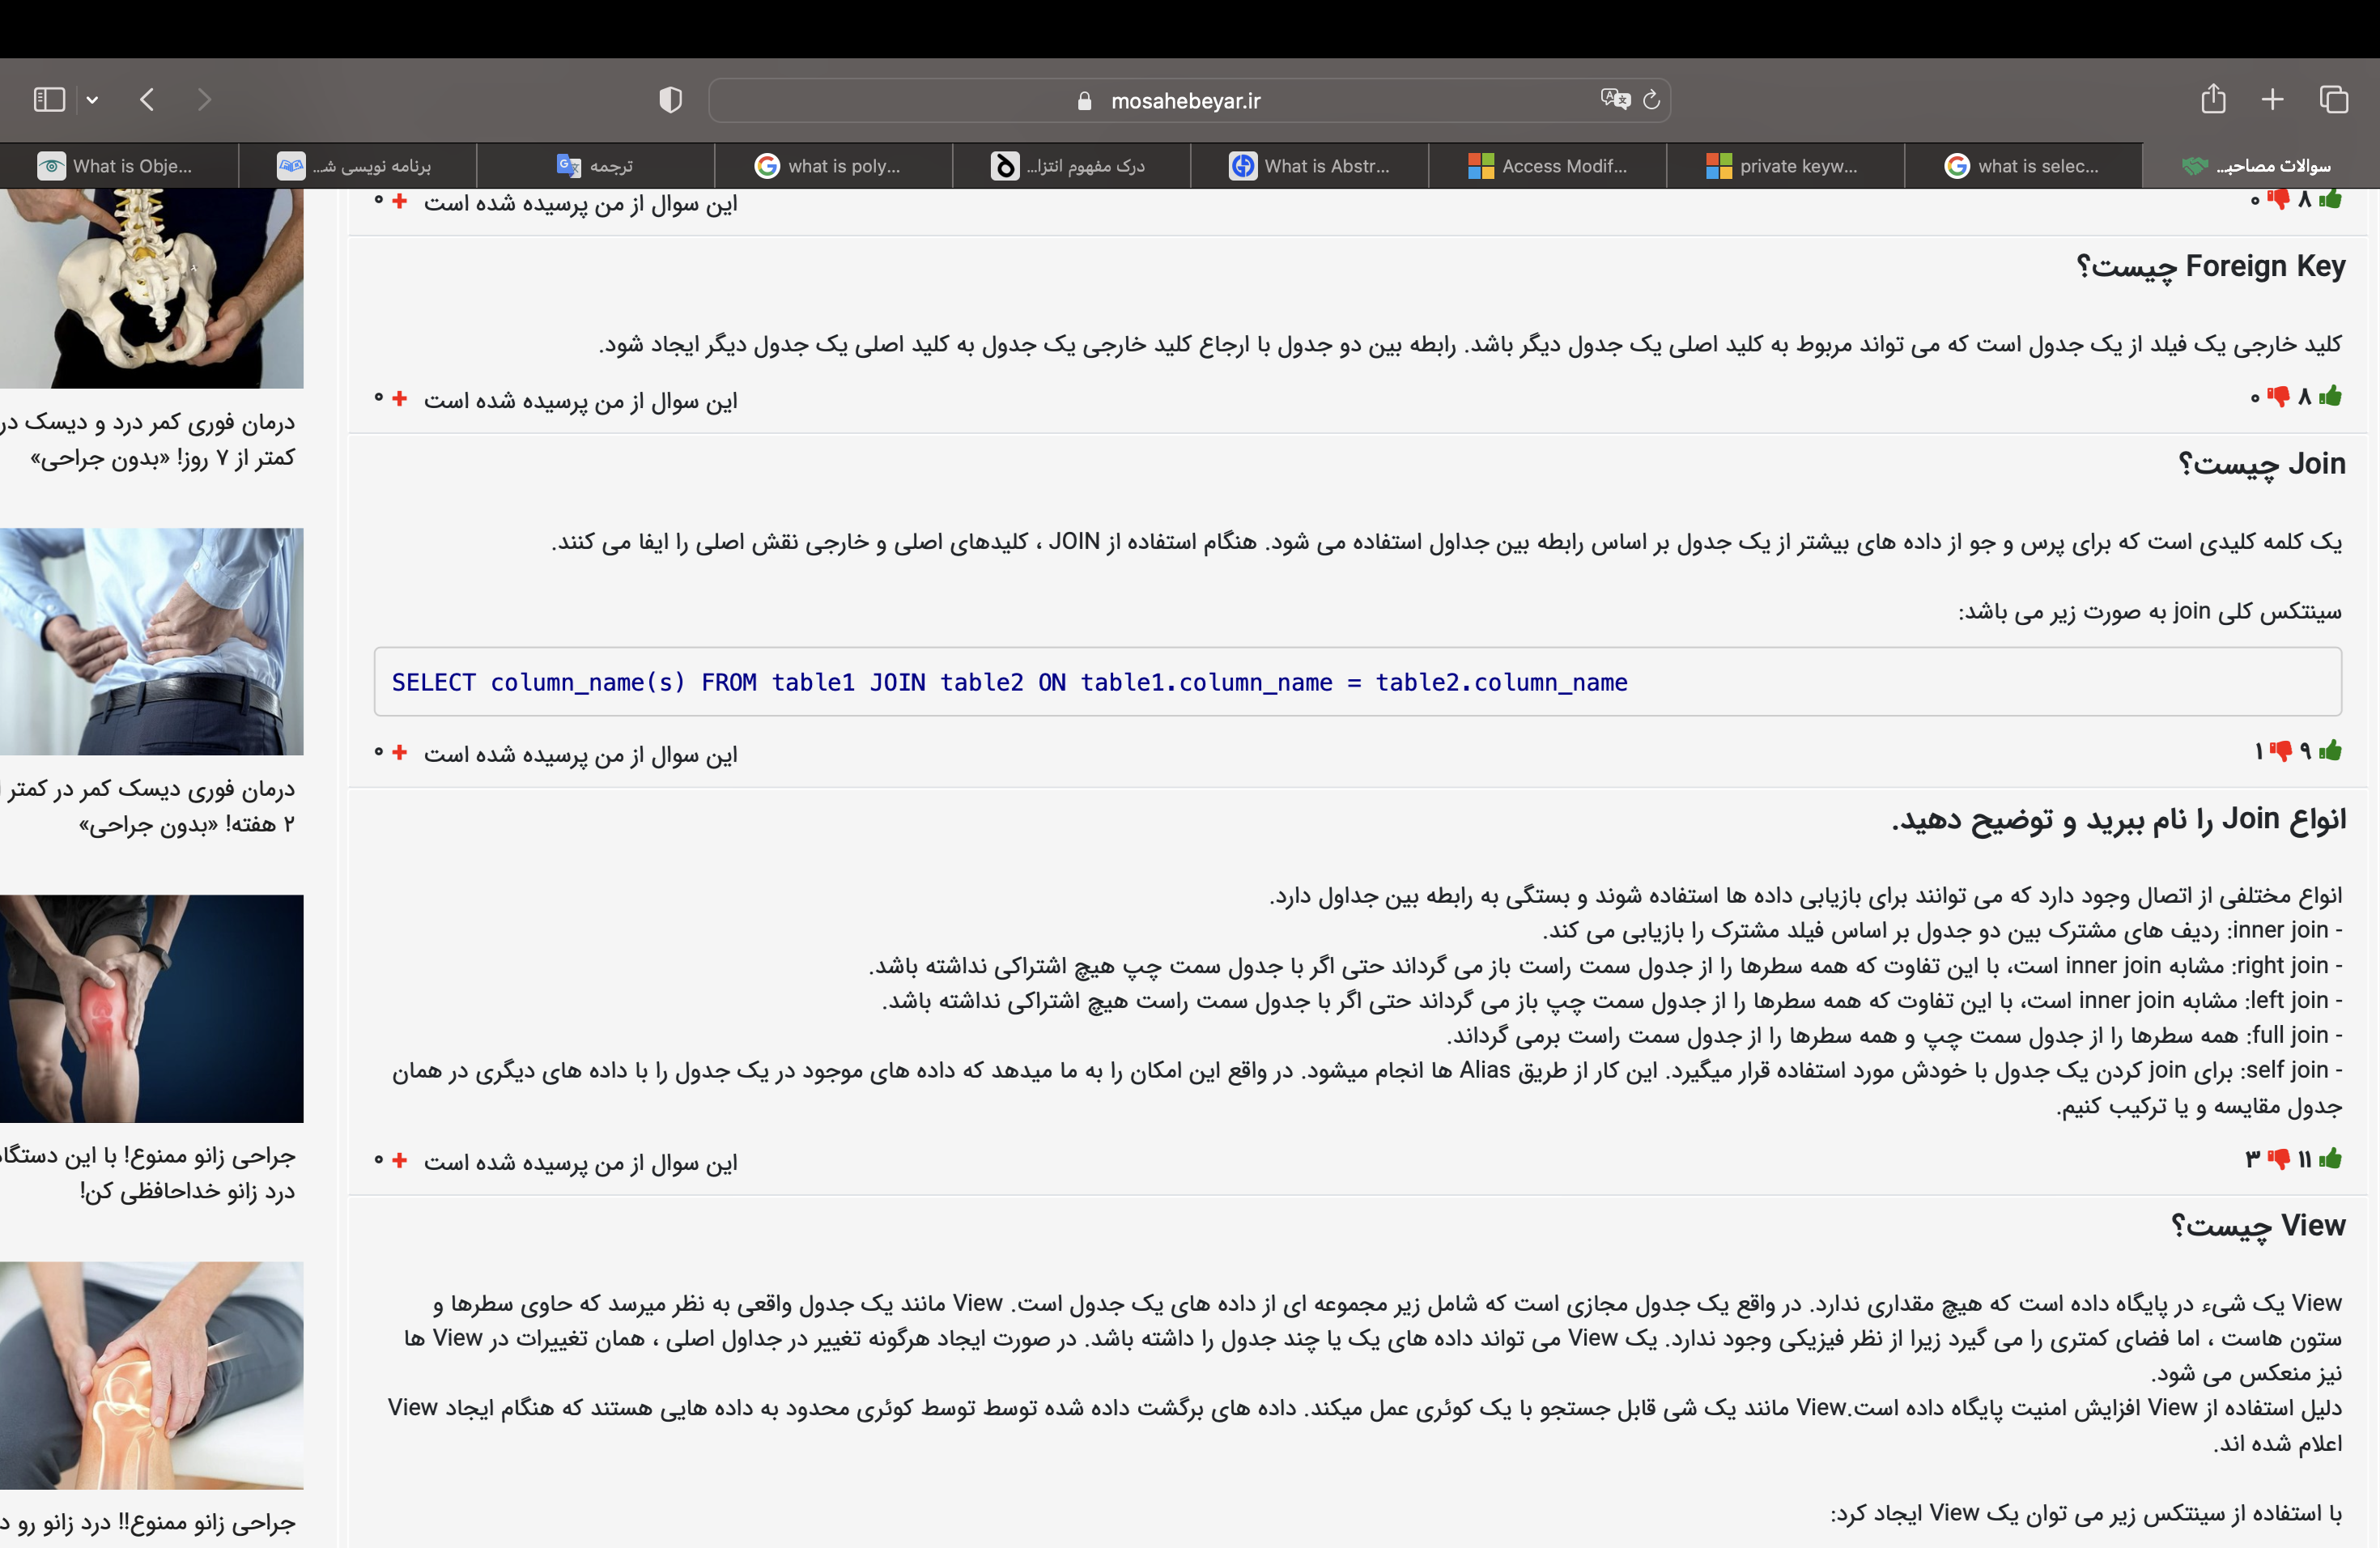 mosahebeyar.ir
What is Obje...
برنامه نویسی ش...
ترجمه
what is poly...
درک مفهوم انتزا...
What is Abstr...
Access Modif...
private keyw...
what is selec...
سوالات مصاحب...
۸ ۰
این سوال از من پرسیده شده است + ۰
Foreign Key چیست؟
کلید خارجی یک فیلد از یک جدول است که می تواند مربوط به کلید اصلی یک جدول دیگر باشد. رابطه بین دو جدول با ارجاع کلید خارجی یک جدول به کلید اصلی یک جدول دیگر ایجاد شود.
۸ ۰
این سوال از من پرسیده شده است + ۰
Join چیست؟
یک کلمه کلیدی است که برای پرس و جو از داده های بیشتر از یک جدول بر اساس رابطه بین جداول استفاده می شود. هنگام استفاده از JOIN ، کلیدهای اصلی و خارجی نقش اصلی را ایفا می کنند.
سینتکس کلی join به صورت زیر می باشد:
SELECT column_name(s) FROM table1 JOIN table2 ON table1.column_name = table2.column_name
۹ ۱
این سوال از من پرسیده شده است + ۰
انواع Join را نام ببرید و توضیح دهید.
انواع مختلفی از اتصال وجود دارد که می توانند برای بازیابی داده ها استفاده شوند و بستگی به رابطه بین جداول دارد.
- inner join: ردیف های مشترک بین دو جدول بر اساس فیلد مشترک را بازیابی می کند.
- right join: مشابه inner join است، با این تفاوت که همه سطرها را از جدول سمت راست باز می گرداند حتی اگر با جدول سمت چپ هیچ اشتراکی نداشته باشد.
- left join: مشابه inner join است، با این تفاوت که همه سطرها را از جدول سمت چپ باز می گرداند حتی اگر با جدول سمت راست هیچ اشتراکی نداشته باشد.
- full join: همه سطرها را از جدول سمت چپ و همه سطرها را از جدول سمت راست برمی گرداند.
- self join: برای join کردن یک جدول با خودش مورد استفاده قرار میگیرد. این کار از طریق Alias ها انجام میشود. در واقع این امکان را به ما میدهد که داده های موجود در یک جدول را با داده های دیگری در همان
جدول مقایسه و یا ترکیب کنیم.
۱۱ ۳
این سوال از من پرسیده شده است + ۰
View چیست؟
View یک شیء در پایگاه داده است که هیچ مقداری ندارد. در واقع یک جدول مجازی است که شامل زیر مجموعه ای از داده های یک جدول است. View مانند یک جدول واقعی به نظر میرسد که حاوی سطرها و
ستون هاست ، اما فضای کمتری را می گیرد زیرا از نظر فیزیکی وجود ندارد. یک View می تواند داده های یک یا چند جدول را داشته باشد. در صورت ایجاد هرگونه تغییر در جداول اصلی ، همان تغییرات در View ها
نیز منعکس می شود.
دلیل استفاده از View افزایش امنیت پایگاه داده است.View مانند یک شی قابل جستجو با یک کوئری عمل میکند. داده های برگشت داده شده توسط توسط کوئری محدود به داده هایی هستند که هنگام ایجاد View
اعلام شده اند.
با استفاده از سینتکس زیر می توان یک View ایجاد کرد:
درمان فوری کمر درد و دیسک در
کمتر از ۷ روز! «بدون جراحی»
درمان فوری دیسک کمر در کمتر
۲ هفته! «بدون جراحی»
جراحی زانو ممنوع! با این
درد زانو خداحافظی کن!
جراحی زانو ممنوع!! درد زانو رو